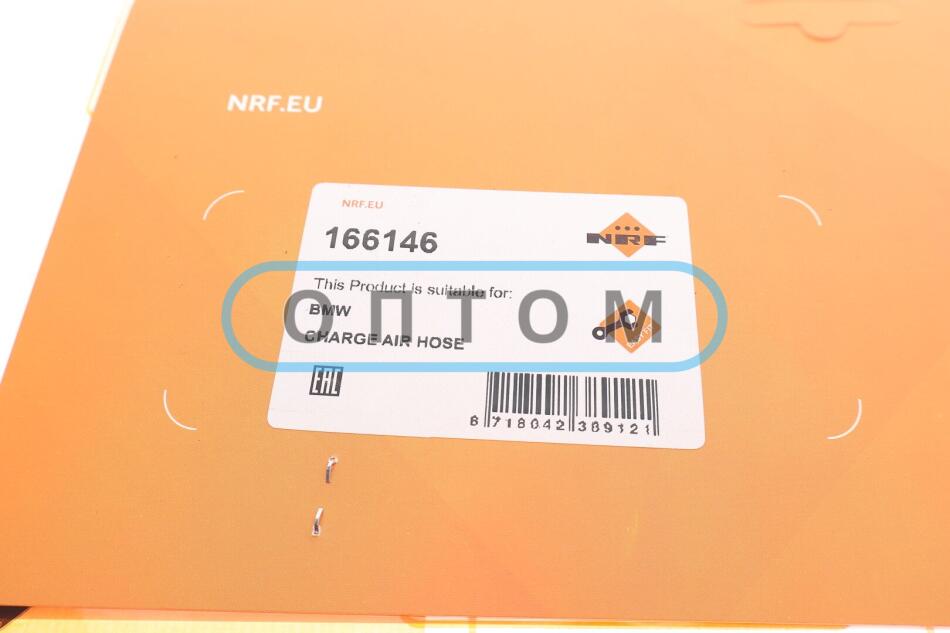 NRF.EU
NRF.EU
166146
NRF
This Product is suitable for:
BMW
CHARGE AIR HOSE
ОПТОМ
EAC
8 718042 389121